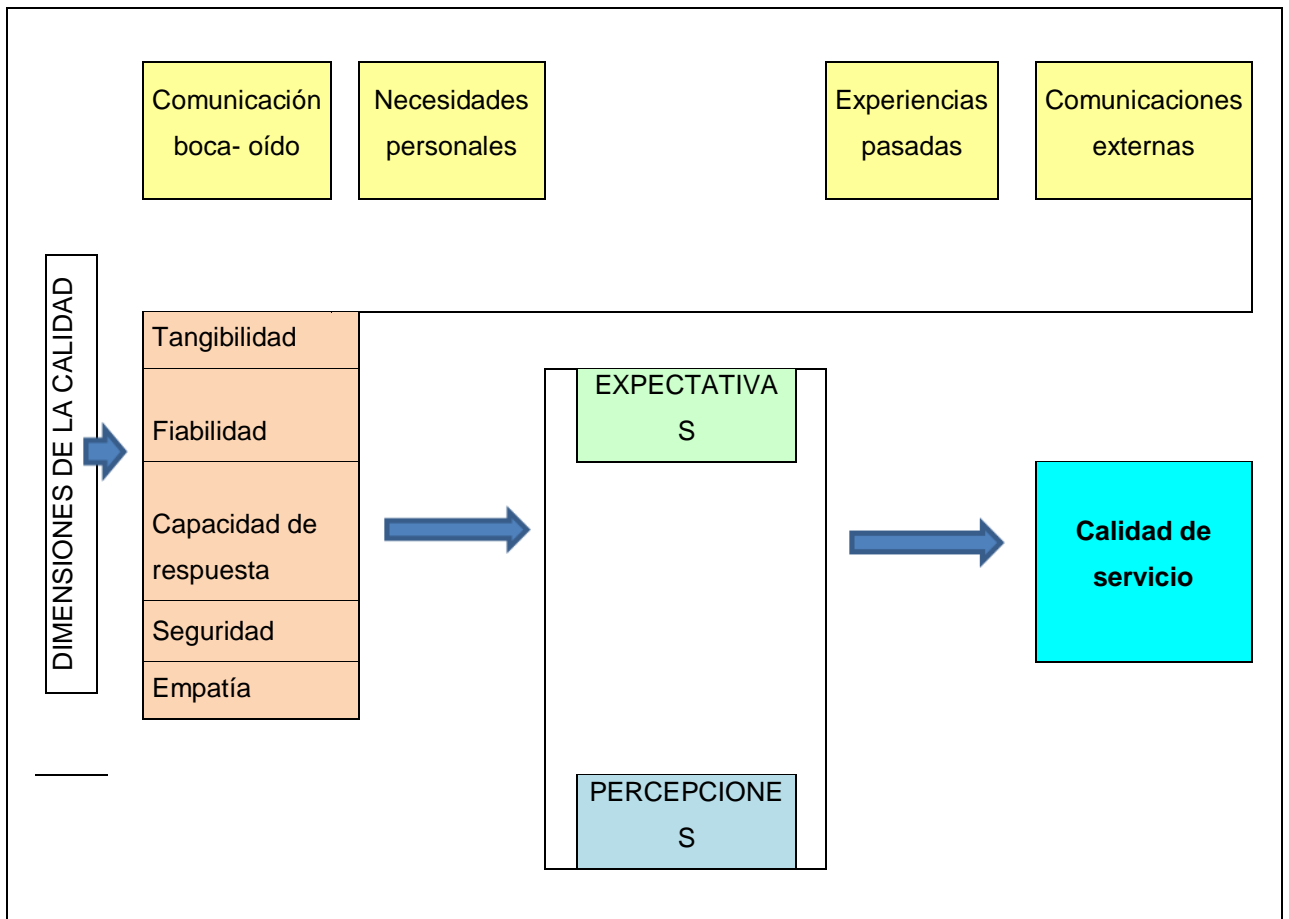 Comunicación
boca- oído
Necesidades
personales
Experiencias
pasadas
Comunicaciones
externas
DIMENSIONES DE LA CALIDAD
Tangibilidad
Fiabilidad
Capacidad de
respuesta
Seguridad
Empatía
EXPECTATIVA
S
PERCEPCIONE
S
Calidad de
servicio